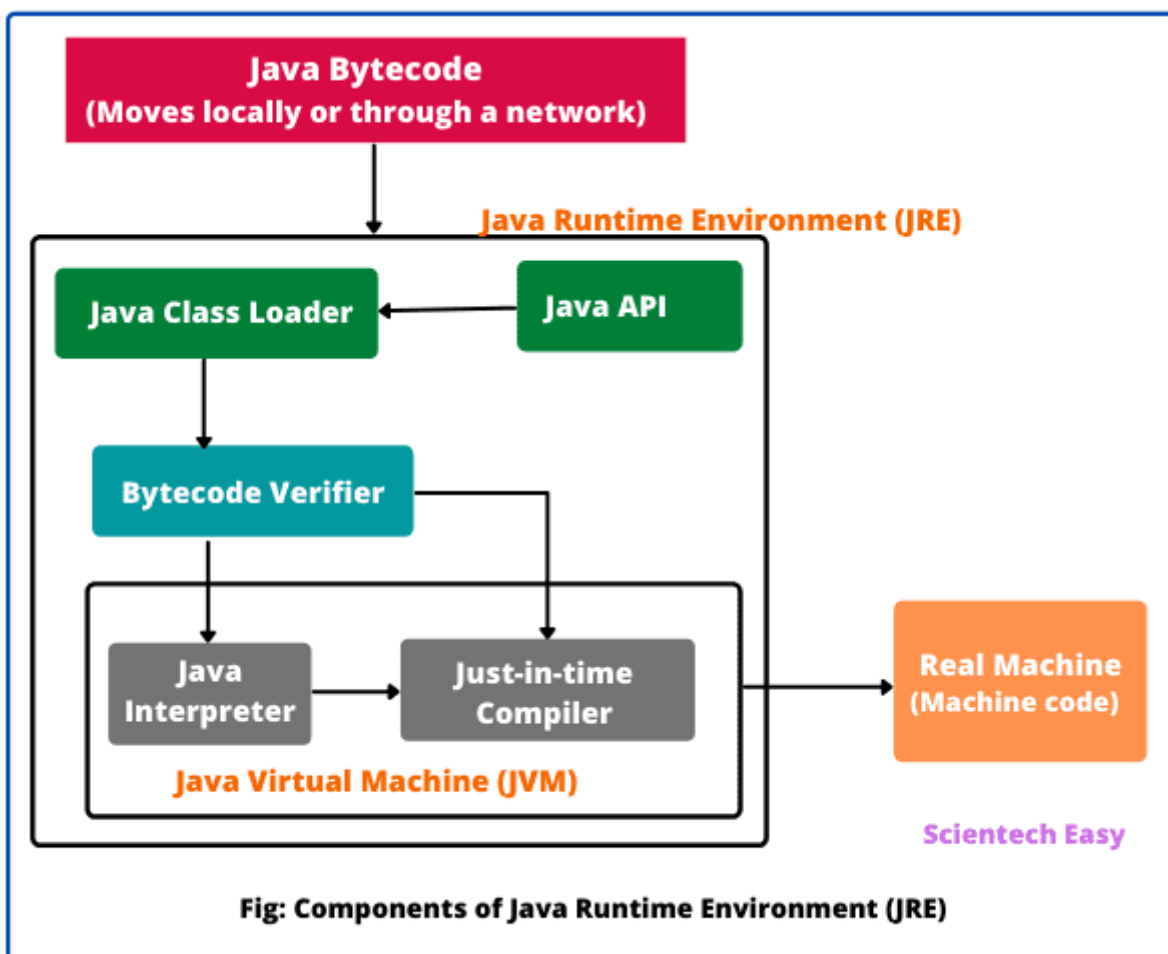 Java Bytecode
(Moves locally or through a network)
Java Runtime Environment (JRE)
Java Class Loader
Java API
Bytecode Verifier
Java
Interpreter
Just-in-time
Compiler
Real Machine
(Machine code)
Java Virtual Machine (JVM)
Scientech Easy
Fig: Components of Java Runtime Environment (JRE)